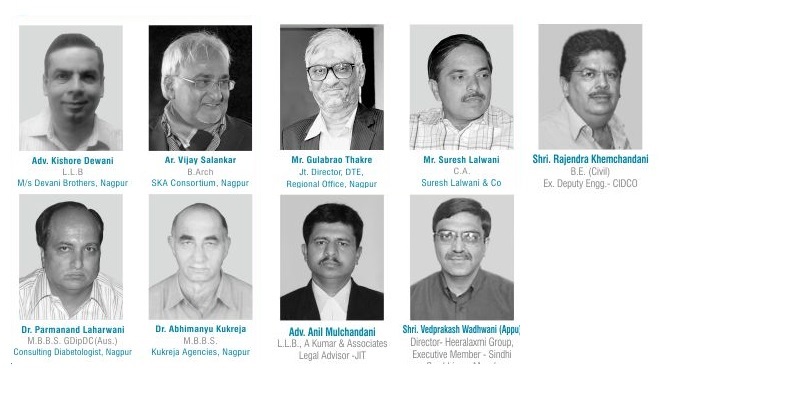 Adv. Kishore Dewani
L.L.B
M/s Devani Brothers, Nagpur
Ar. Vijay Salankar
B.Arch
SKA Consortium, Nagpur
Mr. Gulabrao Thakre
Jt. Director, DTE,
Regional Office, Nagpur
Mr. Suresh Lalwani
C.A.
Suresh Lalwani & Co
Shri. Rajendra Khemchandani
B.E. (Civil)
Ex. Deputy Engg.- CIDCO
Dr. Parmanand Laharwani
M.B.B.S. GDipDC(Aus.)
Consulting Diabetologist, Nagpur
Dr. Abhimanyu Kukreja
M.B.B.S.
Kukreja Agencies, Nagpur
Adv. Anil Mulchandani
L.L.B., A Kumar & Associates
Legal Advisor -JIT
Shri. Vedprakash Wadhwani (Appu
Director- Heeralaxmi Group,
Executive Member - Sindhi